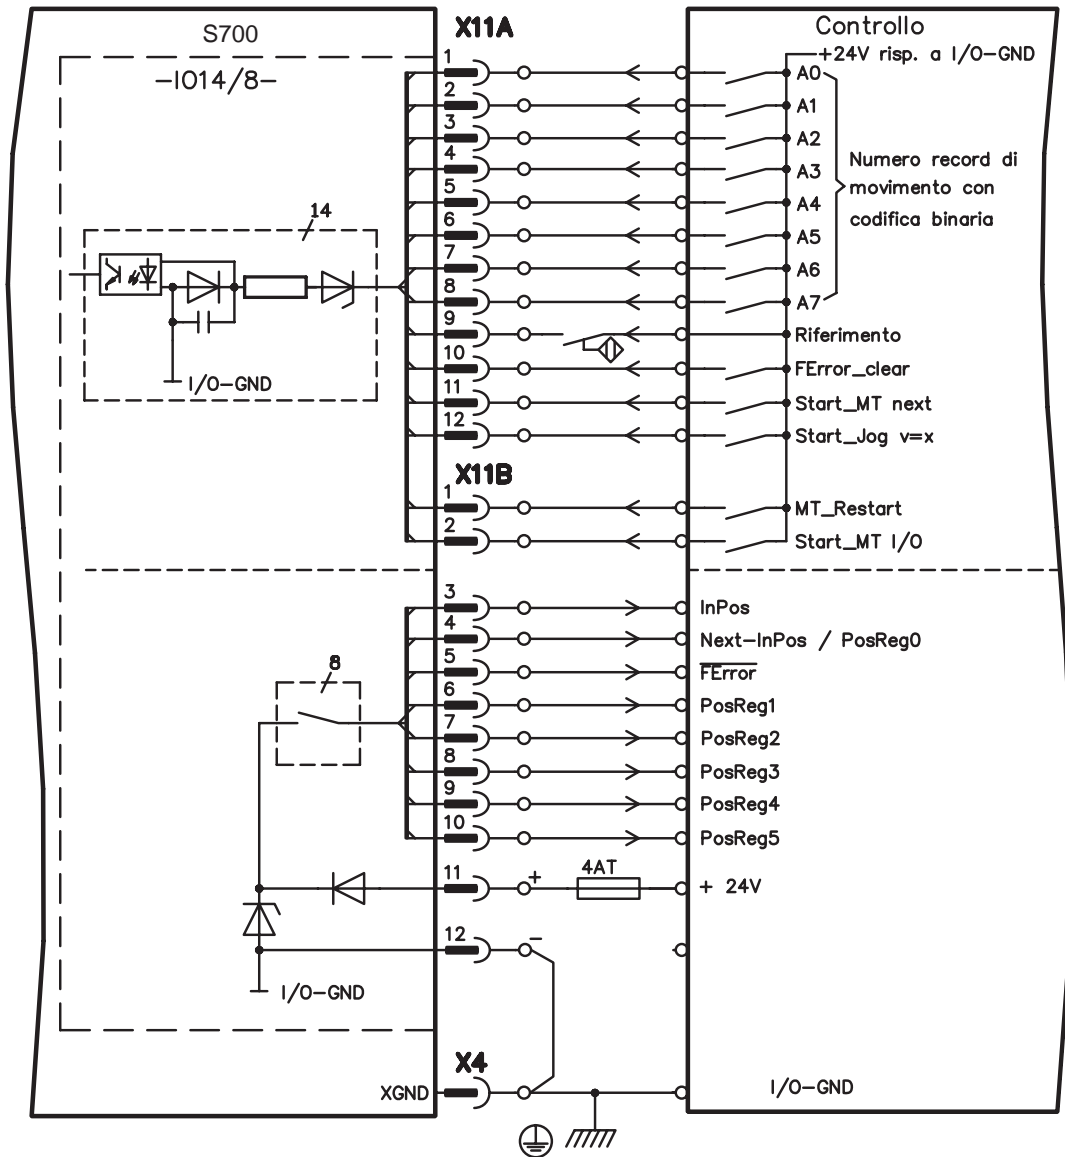 S700
-IO14/8-
14
I/O-GND
8
I/O-GND
XGND
X11A
1
2
3
4
5
6
7
8
9
10
11
12
X11B
1
2
3
4
5
6
7
8
9
10
11
+
4AT
12
-
X4
Controllo
+24V risp. a I/O-GND
A0
A1
A2
A3
A4
A5
A6
A7
Numero record di
movimento con
codifica binaria
Riferimento
FError_clear
Start_MT next
Start_Jog v=x
MT_Restart
Start_MT I/O
InPos
Next-InPos / PosReg0
FError
PosReg1
PosReg2
PosReg3
PosReg4
PosReg5
+ 24V
I/O-GND